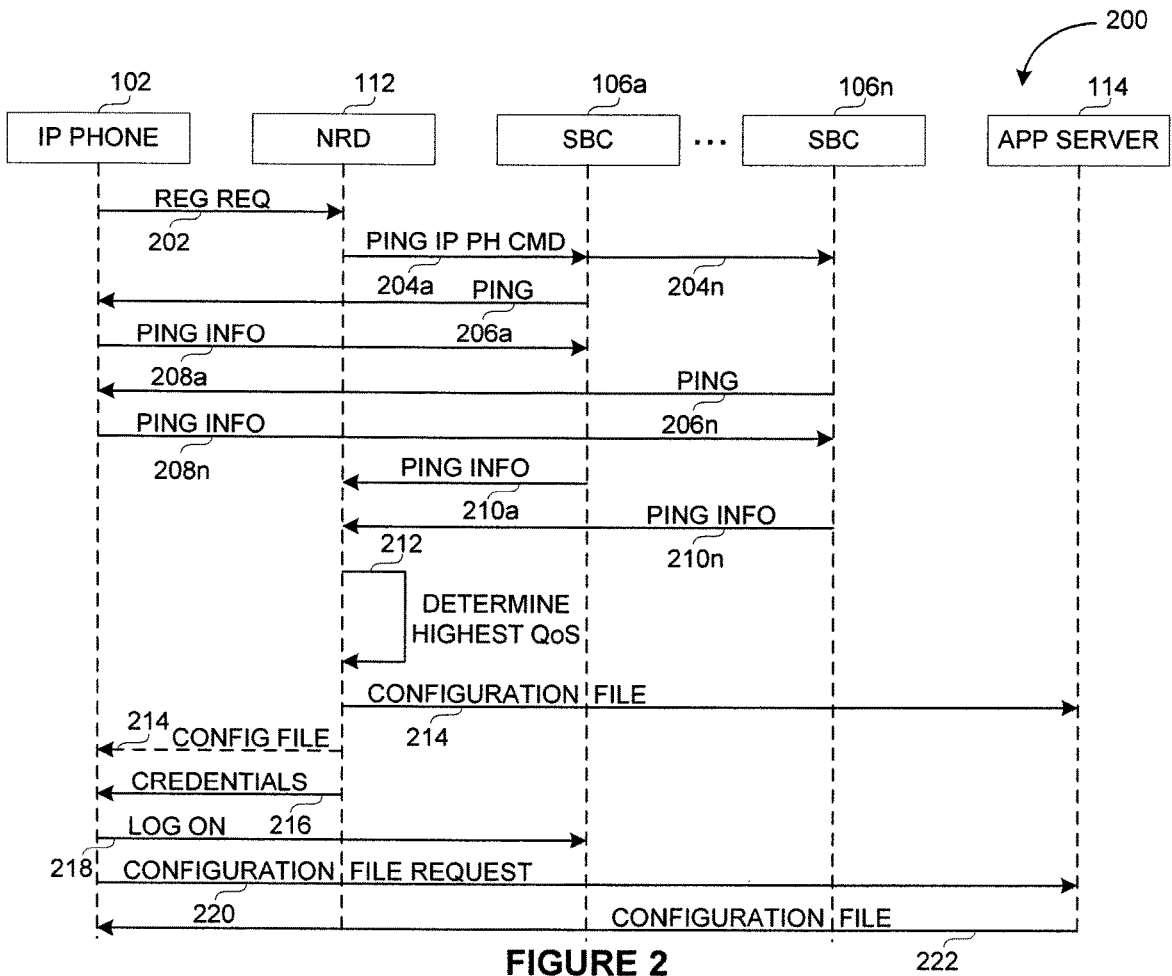 200
102
112
106a
106n
114
IP PHONE
NRD
SBC
...
SBC
APP SERVER
REG REQ
202
PING IP PH CMD
204a
204n
PING
206a
PING INFO
208a
PING
206n
PING INFO
208n
PING INFO
210a
PING INFO
210n
212
DETERMINE
HIGHEST QoS
CONFIGURATION FILE
214
214
CONFIG FILE
CREDENTIALS
216
LOG ON
218
CONFIGURATION FILE REQUEST
220
CONFIGURATION FILE
222
FIGURE 2